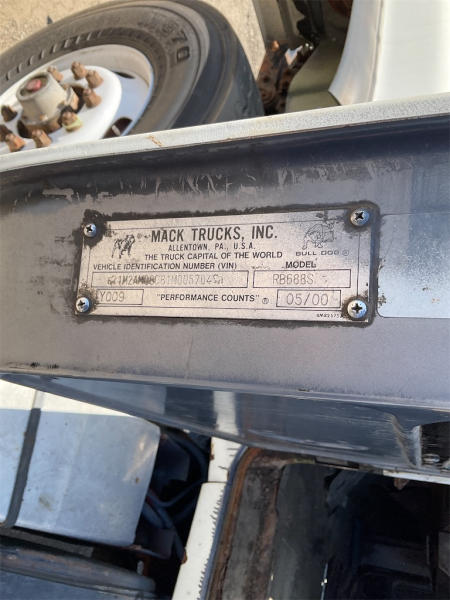 MACK TRUCKS, INC.
ALLENTOWN, PA., U.S.A.
THE TRUCK CAPITAL OF THE WORLD
BULL DOG ®
VEHICLE IDENTIFICATION NUMBER (VIN) MODEL
RB688S
Y009 "PERFORMANCE COUNTS" ® 05/00